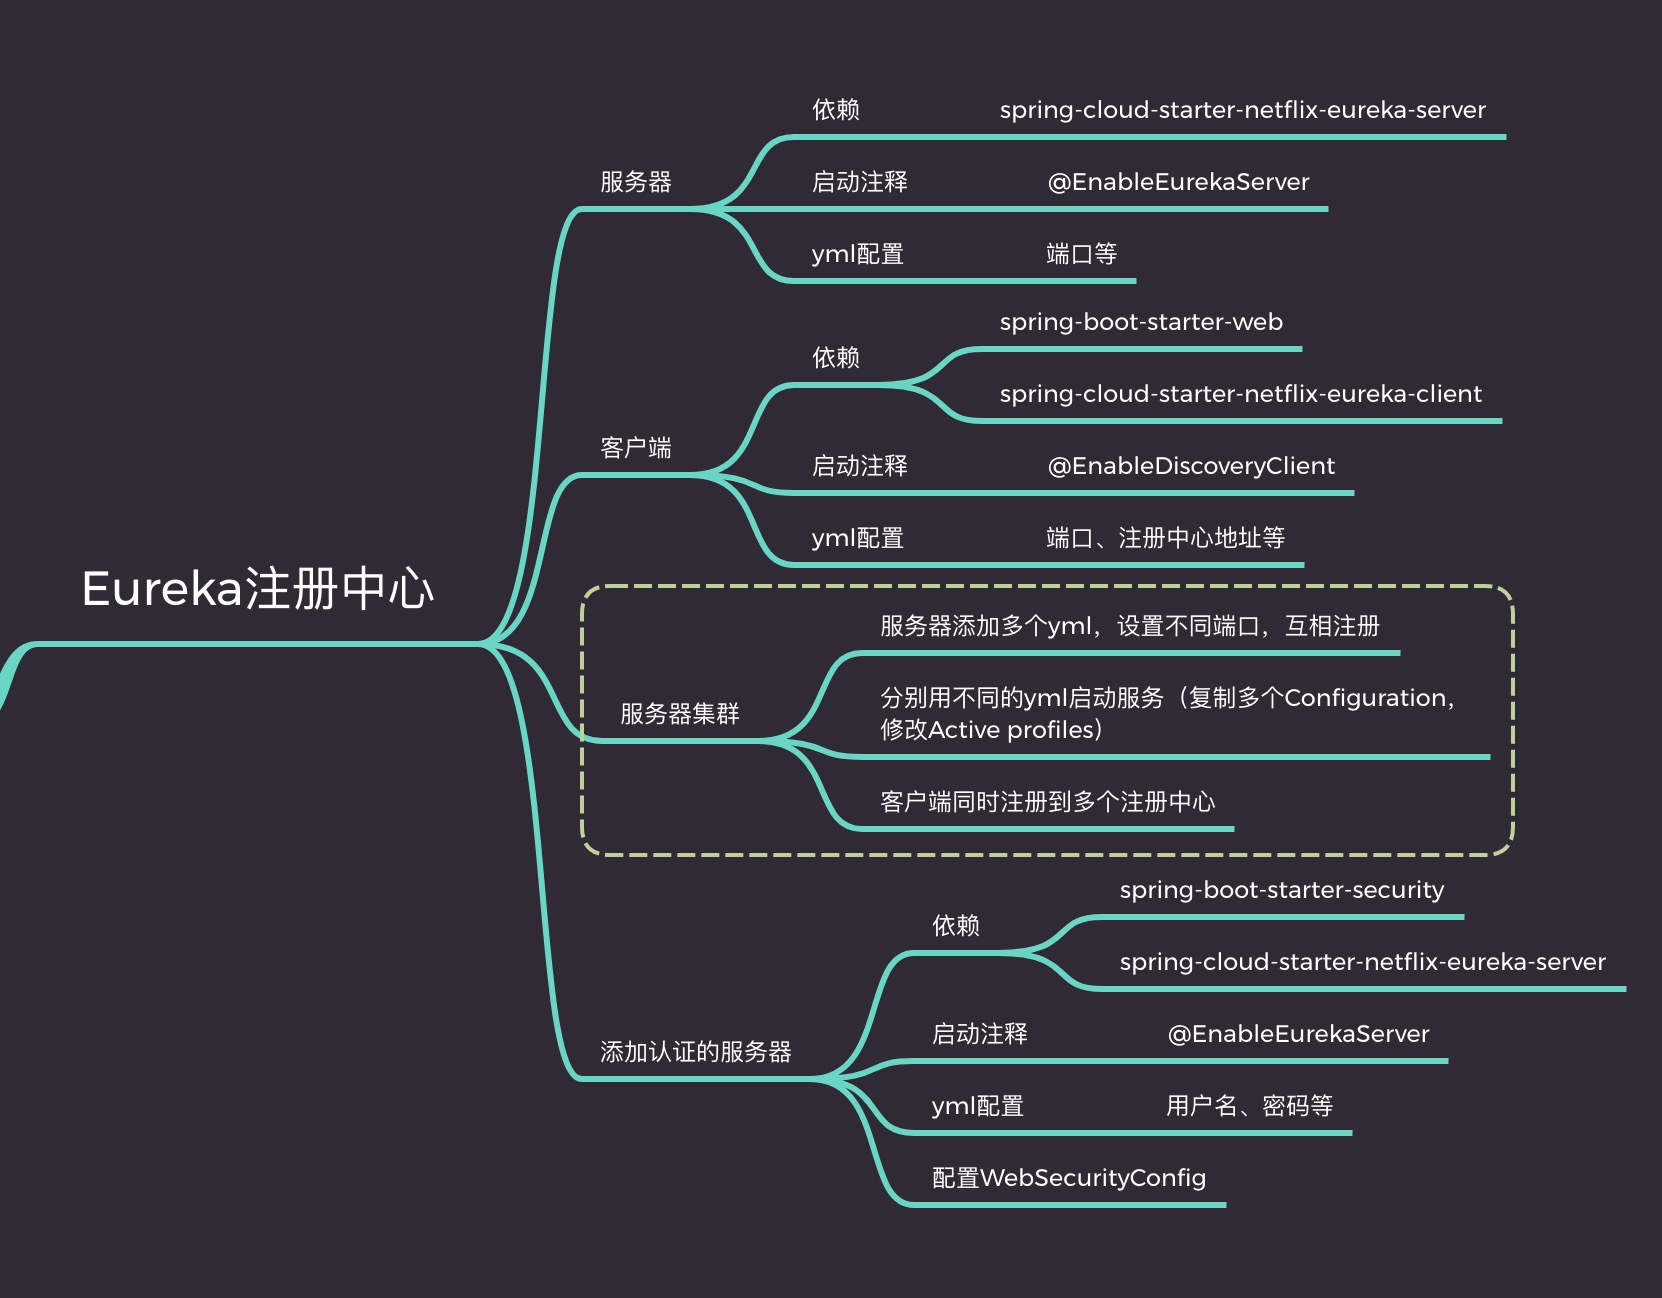 Eureka注册中心
服务器
依赖
spring-cloud-starter-netflix-eureka-server
启动注释
@EnableEurekaServer
yml配置
端口等
客户端
依赖
spring-boot-starter-web
spring-cloud-starter-netflix-eureka-client
启动注释
@EnableDiscoveryClient
yml配置
端口、注册中心地址等
服务器集群
服务器添加多个yml，设置不同端口，互相注册
分别用不同的yml启动服务（复制多个Configuration，
修改Active profiles）
客户端同时注册到多个注册中心
添加认证的服务器
依赖
spring-boot-starter-security
spring-cloud-starter-netflix-eureka-server
启动注释
@EnableEurekaServer
yml配置
用户名、密码等
配置WebSecurityConfig